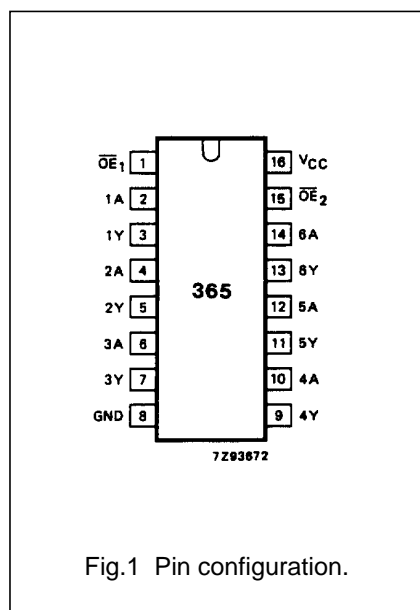 OE1 1 16 VCC
1A 2 15 OE2
1Y 3 14 6A
2A 4 13 6Y
2Y 5 365 12 5A
3A 6 11 5Y
3Y 7 10 4A
GND 8 9 4Y
7Z93672
Fig.1 Pin configuration.